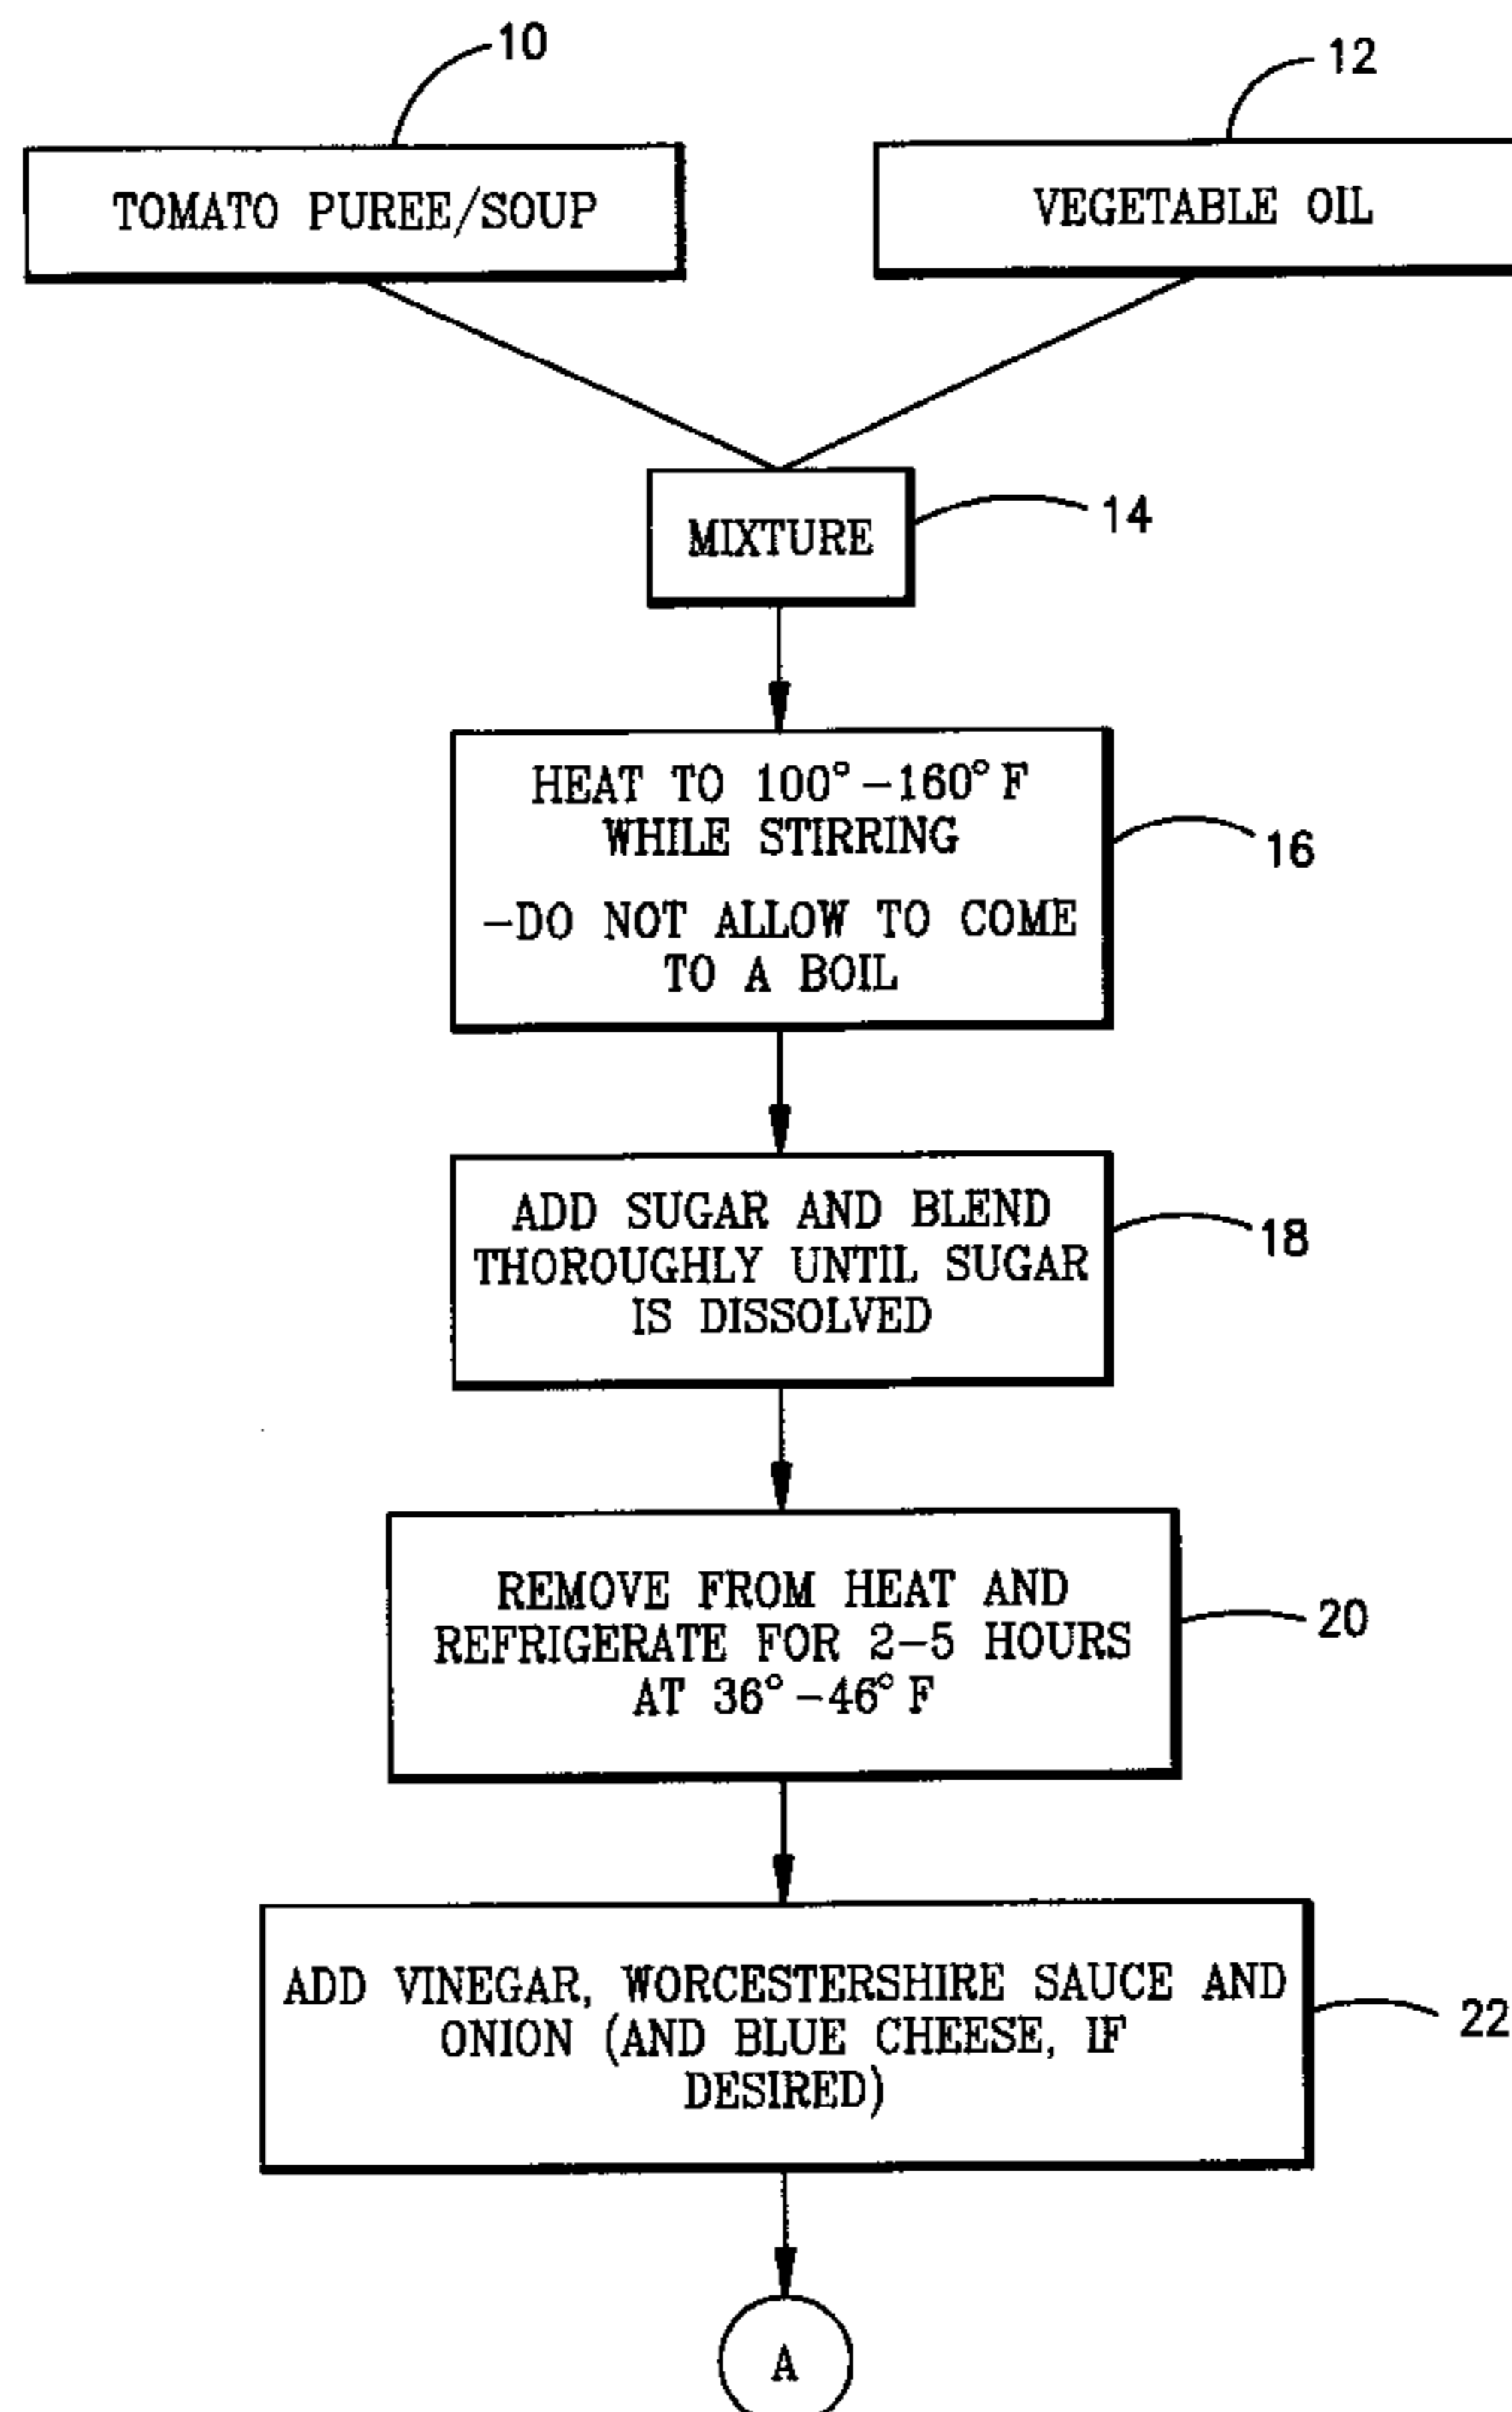 10
12
TOMATO PUREE/SOUP
VEGETABLE OIL
MIXTURE
14
HEAT TO 100°-160°F
WHILE STIRRING
-DO NOT ALLOW TO COME
TO A BOIL
16
ADD SUGAR AND BLEND
THOROUGHLY UNTIL SUGAR
IS DISSOLVED
18
REMOVE FROM HEAT AND
REFRIGERATE FOR 2-5 HOURS
AT 36°-46°F
20
ADD VINEGAR, WORCESTERSHIRE SAUCE AND
ONION (AND BLUE CHEESE, IF
DESIRED)
22
A